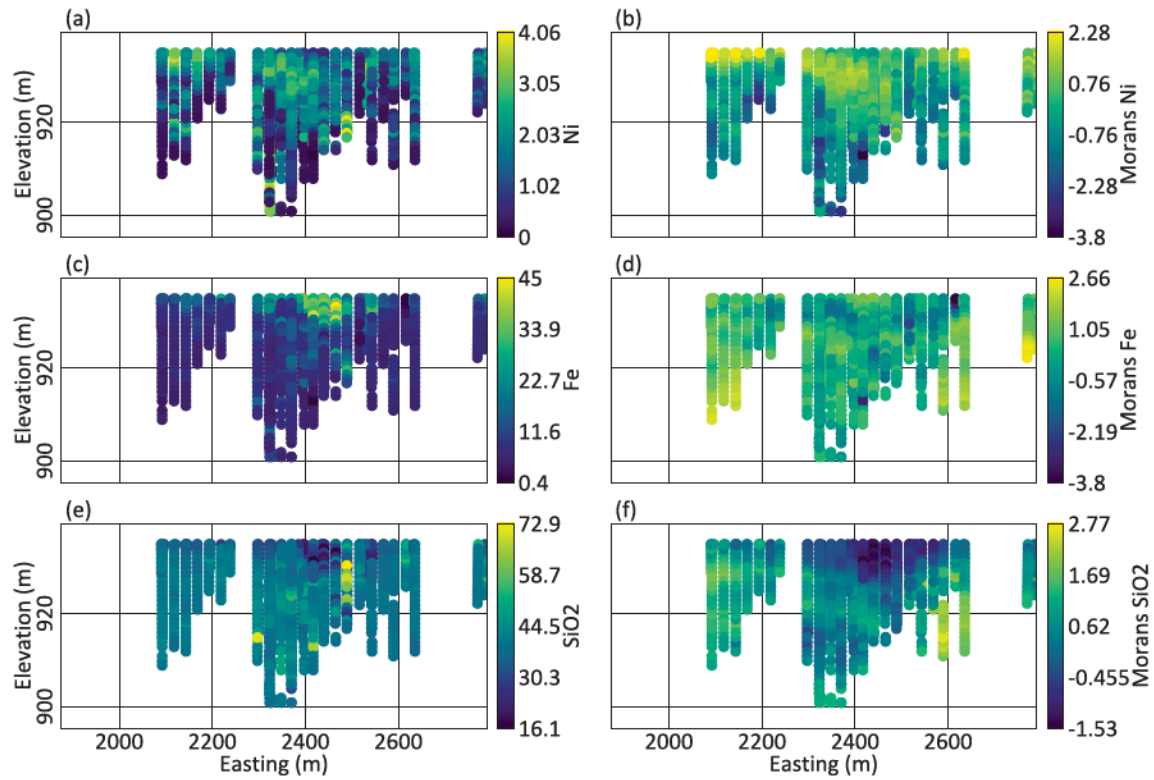 (a)
(b)
Elevation (m)
920
900
4.06
3.05
2.03
1.02
0
Ni
2.28
0.76
-0.76
-2.28
-3.8
Morans Ni
(c)
(d)
Elevation (m)
920
900
45
33.9
22.7
11.6
0.4
Fe
2.66
1.05
-0.57
-2.19
-3.8
Morans Fe
(e)
(f)
Elevation (m)
920
900
72.9
58.7
44.5
30.3
16.1
SiO2
2.77
1.69
0.62
-0.455
-1.53
Morans SiO2
2000 2200 2400 2600
Easting (m)
2000 2200 2400 2600
Easting (m)